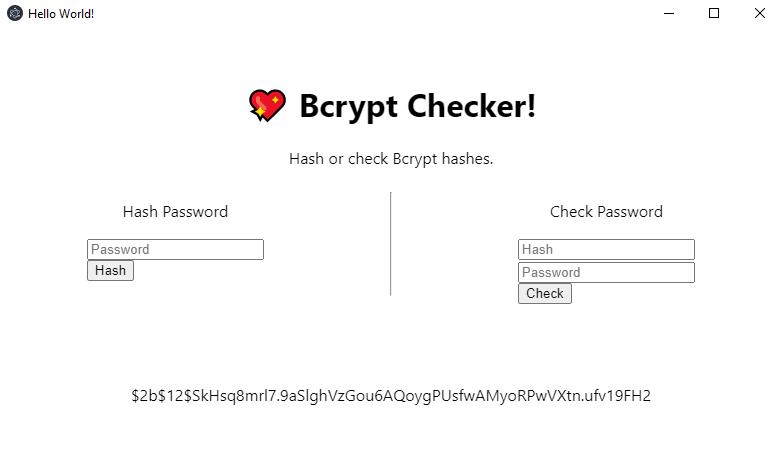 Hello World!
Bcrypt Checker!
Hash or check Bcrypt hashes.
Hash Password
Password
Hash
Check Password
Hash
Password
Check
$2b$12$SkHsq8mrl7.9aSlghVzGou6AQoygPUsfwAMyoRPwVXtn.ufv19FH2